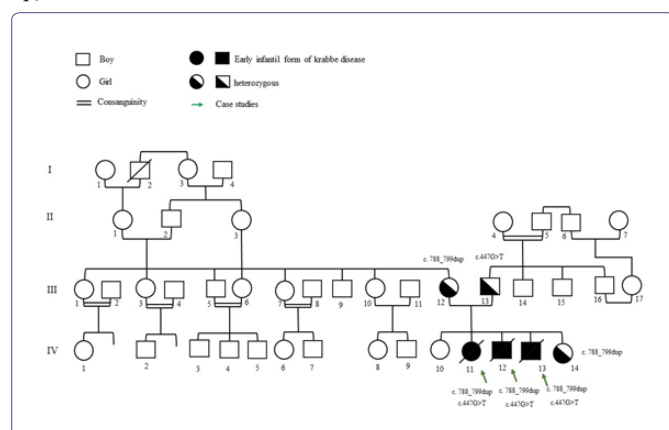 Boy
Early infantil form of krabbe disease
Girl
heterozygous
Consanguinity
Case studies
I
1
2
3
4
II
1
2
3
4
5
6
7
c. 788_799dup
c.447G>T
III
1
2
3
4
5
6
7
8
9
10
11
12
13
14
15
16
17
IV
1
2
3
4
5
6
7
8
9
10
11
12
13
14
c. 788_799dup
c. 788_799dup
c. 788_799dup
c. 788_799dup
c.447G>T
c.447G>T
c.447G>T